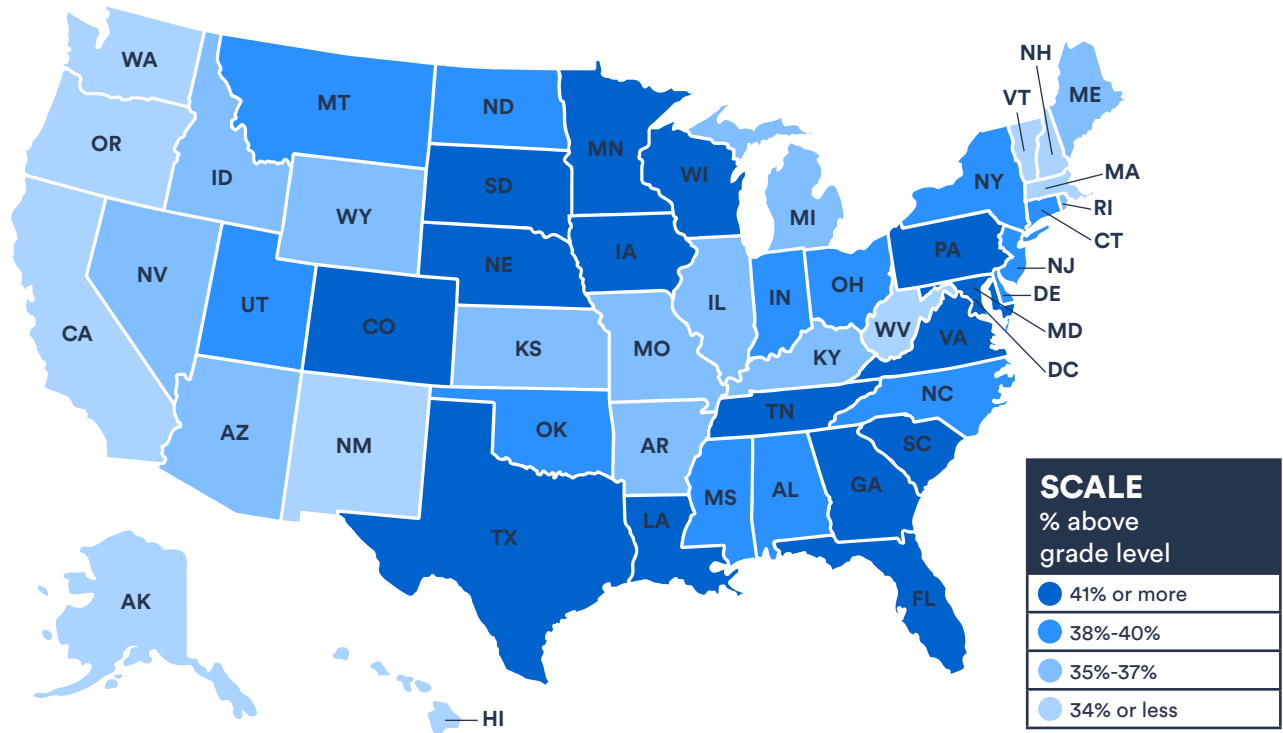 WA
MT
ND
MN
OR
ID
WY
SD
WI
MI
NY
NH
VT
ME
MA
RI
CT
NJ
DE
MD
DC
PA
NE
IA
NV
UT
CO
CA
KS
MO
IL
IN
OH
WV
VA
KY
NC
TN
AZ
NM
OK
AR
SC
MS
AL
GA
TX
LA
FL
AK
HI
SCALE
% above
grade level
41% or more
38%-40%
35%-37%
34% or less